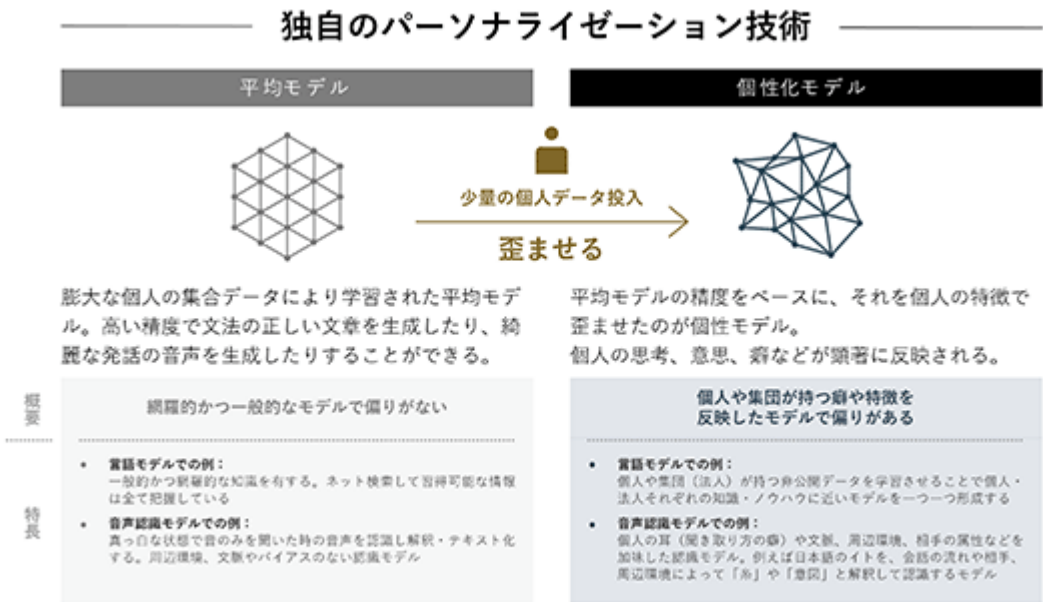 独自のパーソナライゼーション技術
平均モデル
膨大な個人の集合データにより学習された平均モデ
ル。高い精度で文法の正しい文章を生成したり、綺
麗な発話の音声を生成したりすることができる。
少量の個人データ投入
歪ませる
個性化モデル
平均モデルの精度をベースに、それを個人の特徴で
歪ませたのが個性モデル。
個人の思考、意思、癖などが顕著に反映される。
概要
網羅的かつ一般的なモデルで偏りがない
個人や集団が持つ癖や特徴を
反映したモデルで偏りがある
特長
• 言語モデルでの例：
一般的かつ網羅的な知識を有する。ネット検索して習得可能な情報
は全て把握している
• 音声認識モデルでの例：
真っ白な状態で音のみを聞いた時の音声を認識し解釈・テキスト化
する。周辺環境、文脈やバイアスのない認識モデル
• 言語モデルでの例：
個人や集団（法人）が持つ非公開データを学習させることで個人・
法人それぞれの知識・ノウハウに近いモデルを一つ一つ形成する
• 音声認識モデルでの例：
個人の耳（聞き取り方の癖）や文脈、周辺環境、相手の属性などを
加味した認識モデル。例えば日本語のイトを、会話の流れや相手、
周辺環境によって「糸」や「意図」と解釈して認識するモデル